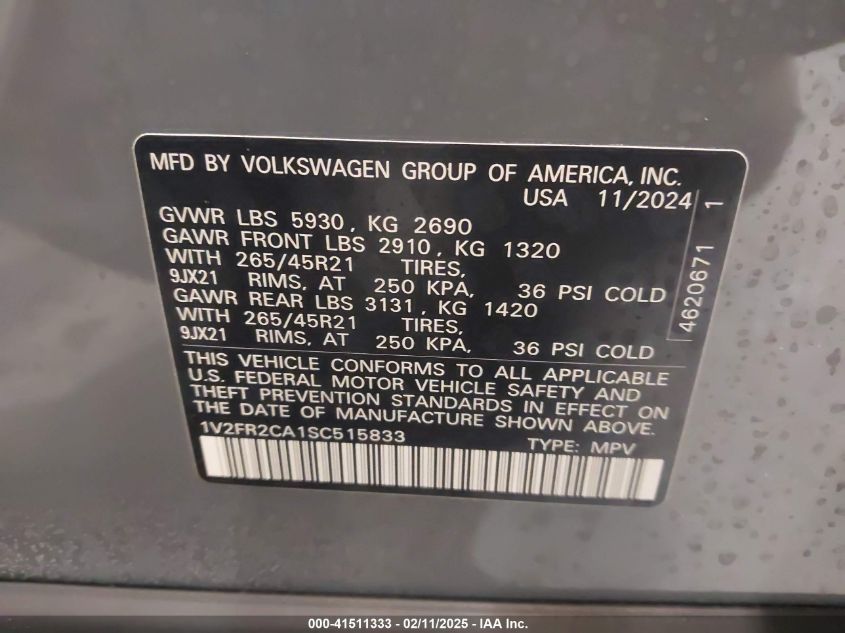 MFD BY VOLKSWAGEN GROUP OF AMERICA, INC.
USA 11/2024
GVWR LBS 5930, KG 2690
GAWR FRONT LBS 2910, KG 1320
WITH 265/45R21 TIRES,
9JX21 RIMS, AT 250 KPA, 36 PSI COLD
GAWR REAR LBS 3131, KG 1420
WITH 265/45R21 TIRES,
9JX21 RIMS, AT 250 KPA, 36 PSI COLD
4620671 1
THIS VEHICLE CONFORMS TO ALL APPLICABLE
U.S. FEDERAL MOTOR VEHICLE SAFETY AND
THEFT PREVENTION STANDARDS IN EFFECT ON
THE DATE OF MANUFACTURE SHOWN ABOVE.
1V2FR2CA1SC515833 TYPE: MPV
000-41511333 - 02/11/2025 - IAA Inc.